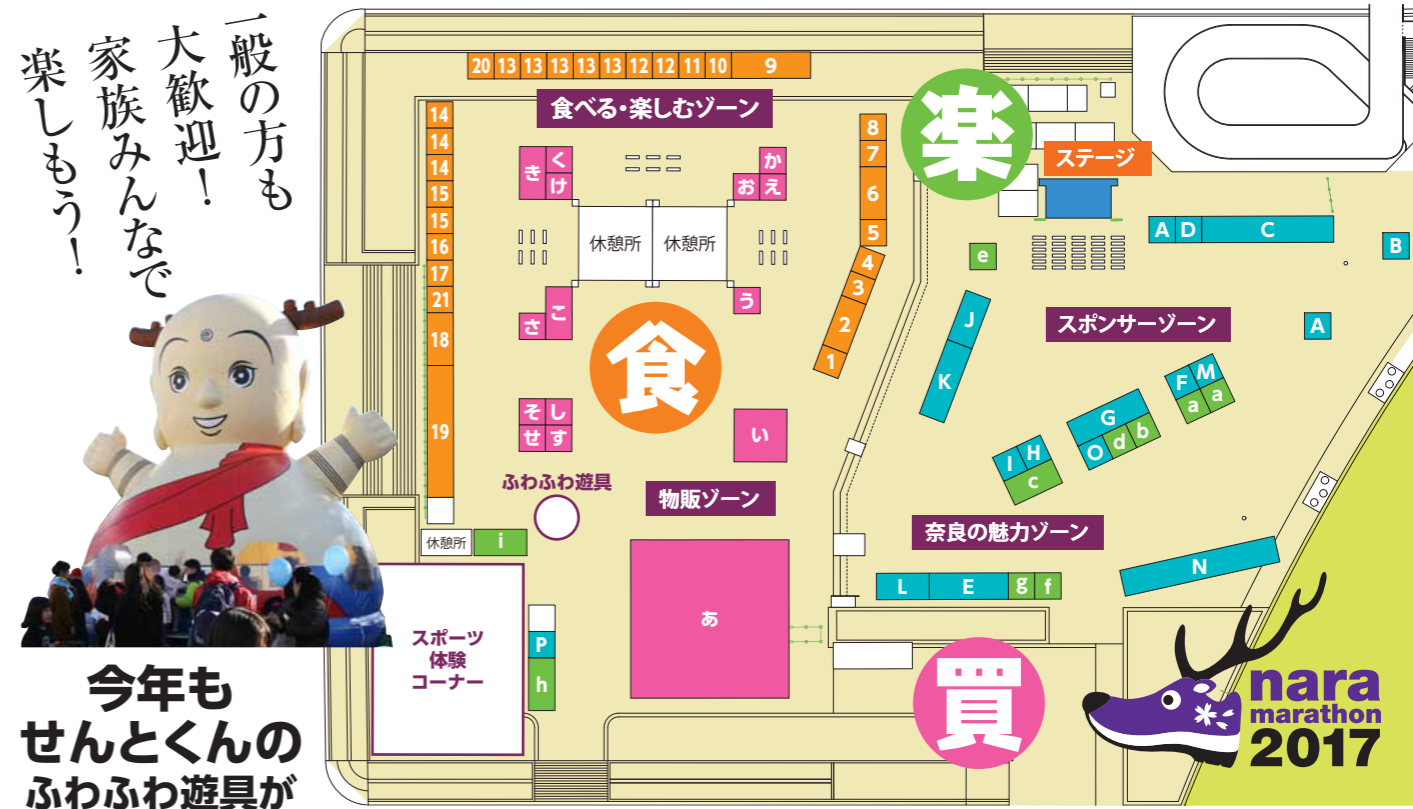 一般の方も
大歓迎！
家族みんなで
楽しもう！
20 13 13 13 13 13 12 12 11 10 9
食べる・楽しむゾーン
14
14
14
15
15
16
17
21
18
19
き く け
か お え
休憩所 休憩所
さ こ
う
そ し
せ す
い
食
8
7
6
5
4
3
2
1
楽
ステージ
A D C
B
e
A
スポンサーゾーン
J
K
F M
a a
G
O d b
I H
c
ふわふわ遊具
物販ゾーン
休憩所 i
あ
奈良の魅力ゾーン
L E g f
N
スポーツ
体験
コーナー
P
h
買
nara
marathon
2017
今年も
せんとくんの
ふわふわ遊具が